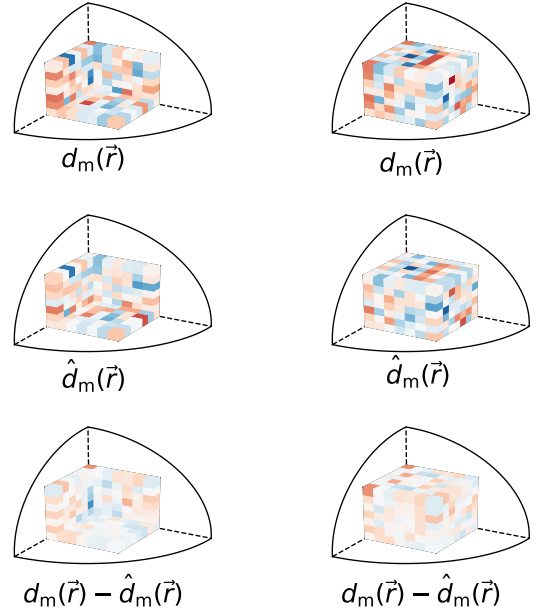 d_m(r⃗) d_m(r⃗)
d̂_m(r⃗) d̂_m(r⃗)
d_m(r⃗) − d̂_m(r⃗) d_m(r⃗) − d̂_m(r⃗)